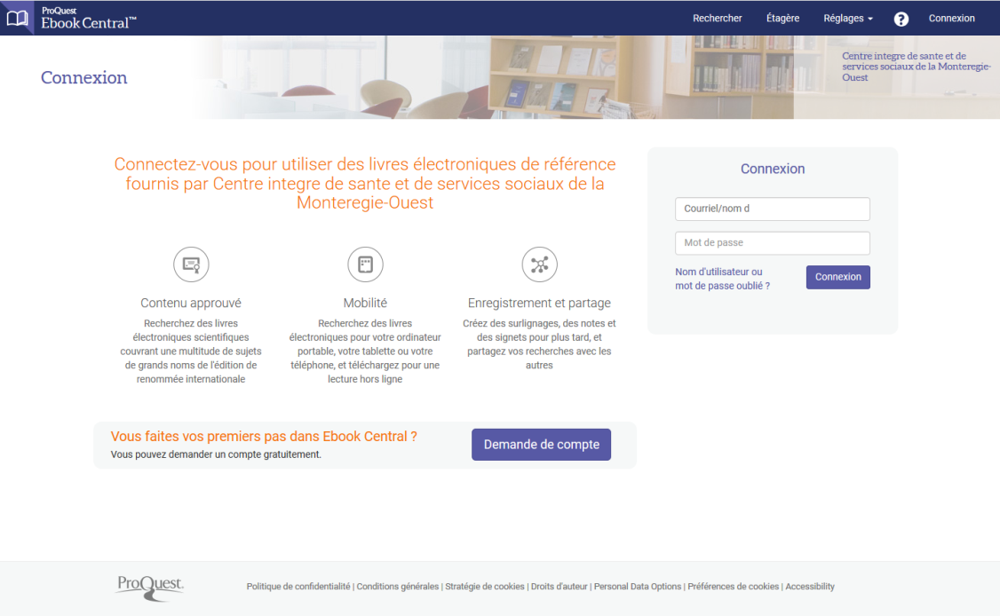 ProQuest
Ebook Central™
Rechercher
Étagère
Réglages
?
Connexion
Connexion
Centre integre de sante et de
services sociaux de la Monteregie-
Ouest
Connectez-vous pour utiliser des livres électroniques de référence
fournis par Centre integre de sante et de services sociaux de la
Monteregie-Ouest
Contenu approuvé
Recherchez des livres
électroniques scientifiques
couvrant une multitude de sujets
de grands noms de l'édition de
renommée internationale
Mobilité
Recherchez des livres
électroniques pour votre ordinateur
portable, votre tablette ou votre
téléphone, et téléchargez pour une
lecture hors ligne
Enregistrement et partage
Créez des surlignages, des notes et
des signets pour plus tard, et
partagez vos recherches avec les
autres
Connexion
Courriel/nom d
Mot de passe
Nom d'utilisateur ou
mot de passe oublié ?
Connexion
Vous faites vos premiers pas dans Ebook Central ?
Vous pouvez demander un compte gratuitement.
Demande de compte
ProQuest.
Politique de confidentialité | Conditions générales | Stratégie de cookies | Droits d'auteur | Personal Data Options | Préférences de cookies | Accessibility